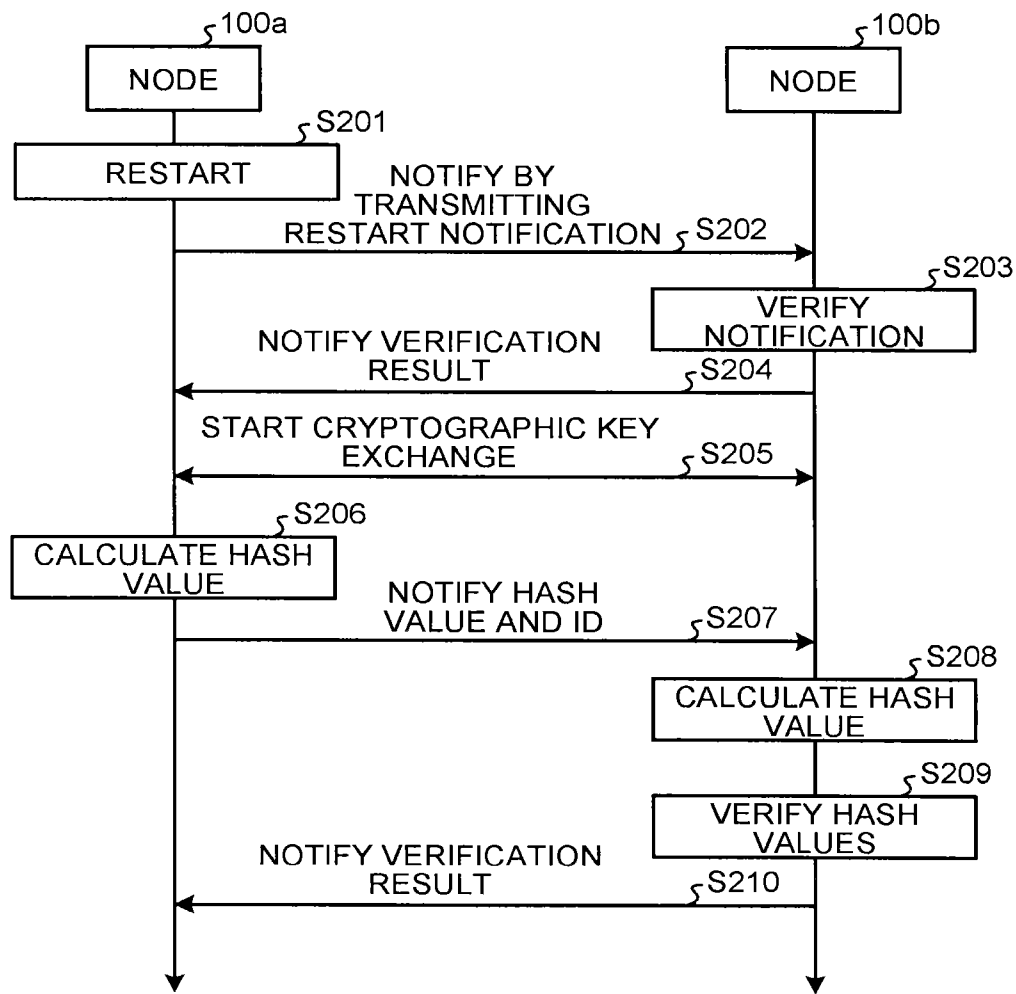 100a
NODE
100b
NODE
S201
RESTART
NOTIFY BY
TRANSMITTING
RESTART NOTIFICATION
S202
S203
VERIFY
NOTIFICATION
NOTIFY VERIFICATION
RESULT
S204
START CRYPTOGRAPHIC KEY
EXCHANGE
S205
S206
CALCULATE HASH
VALUE
NOTIFY HASH
VALUE AND ID
S207
S208
CALCULATE HASH
VALUE
S209
VERIFY HASH
VALUES
NOTIFY VERIFICATION
RESULT
S210